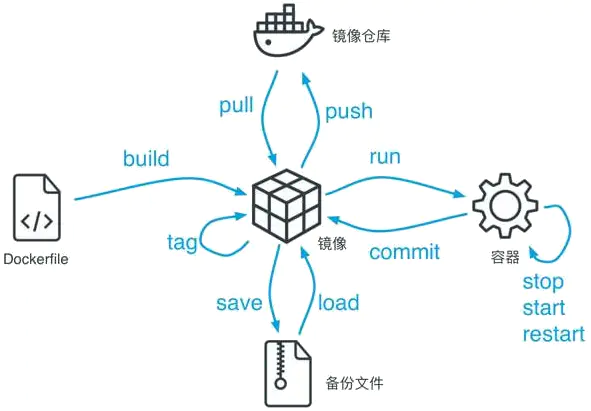 镜像仓库
pull
push
build
run
</>
Dockerfile
tag
镜像
commit
容器
stop
start
restart
save
load
备份文件